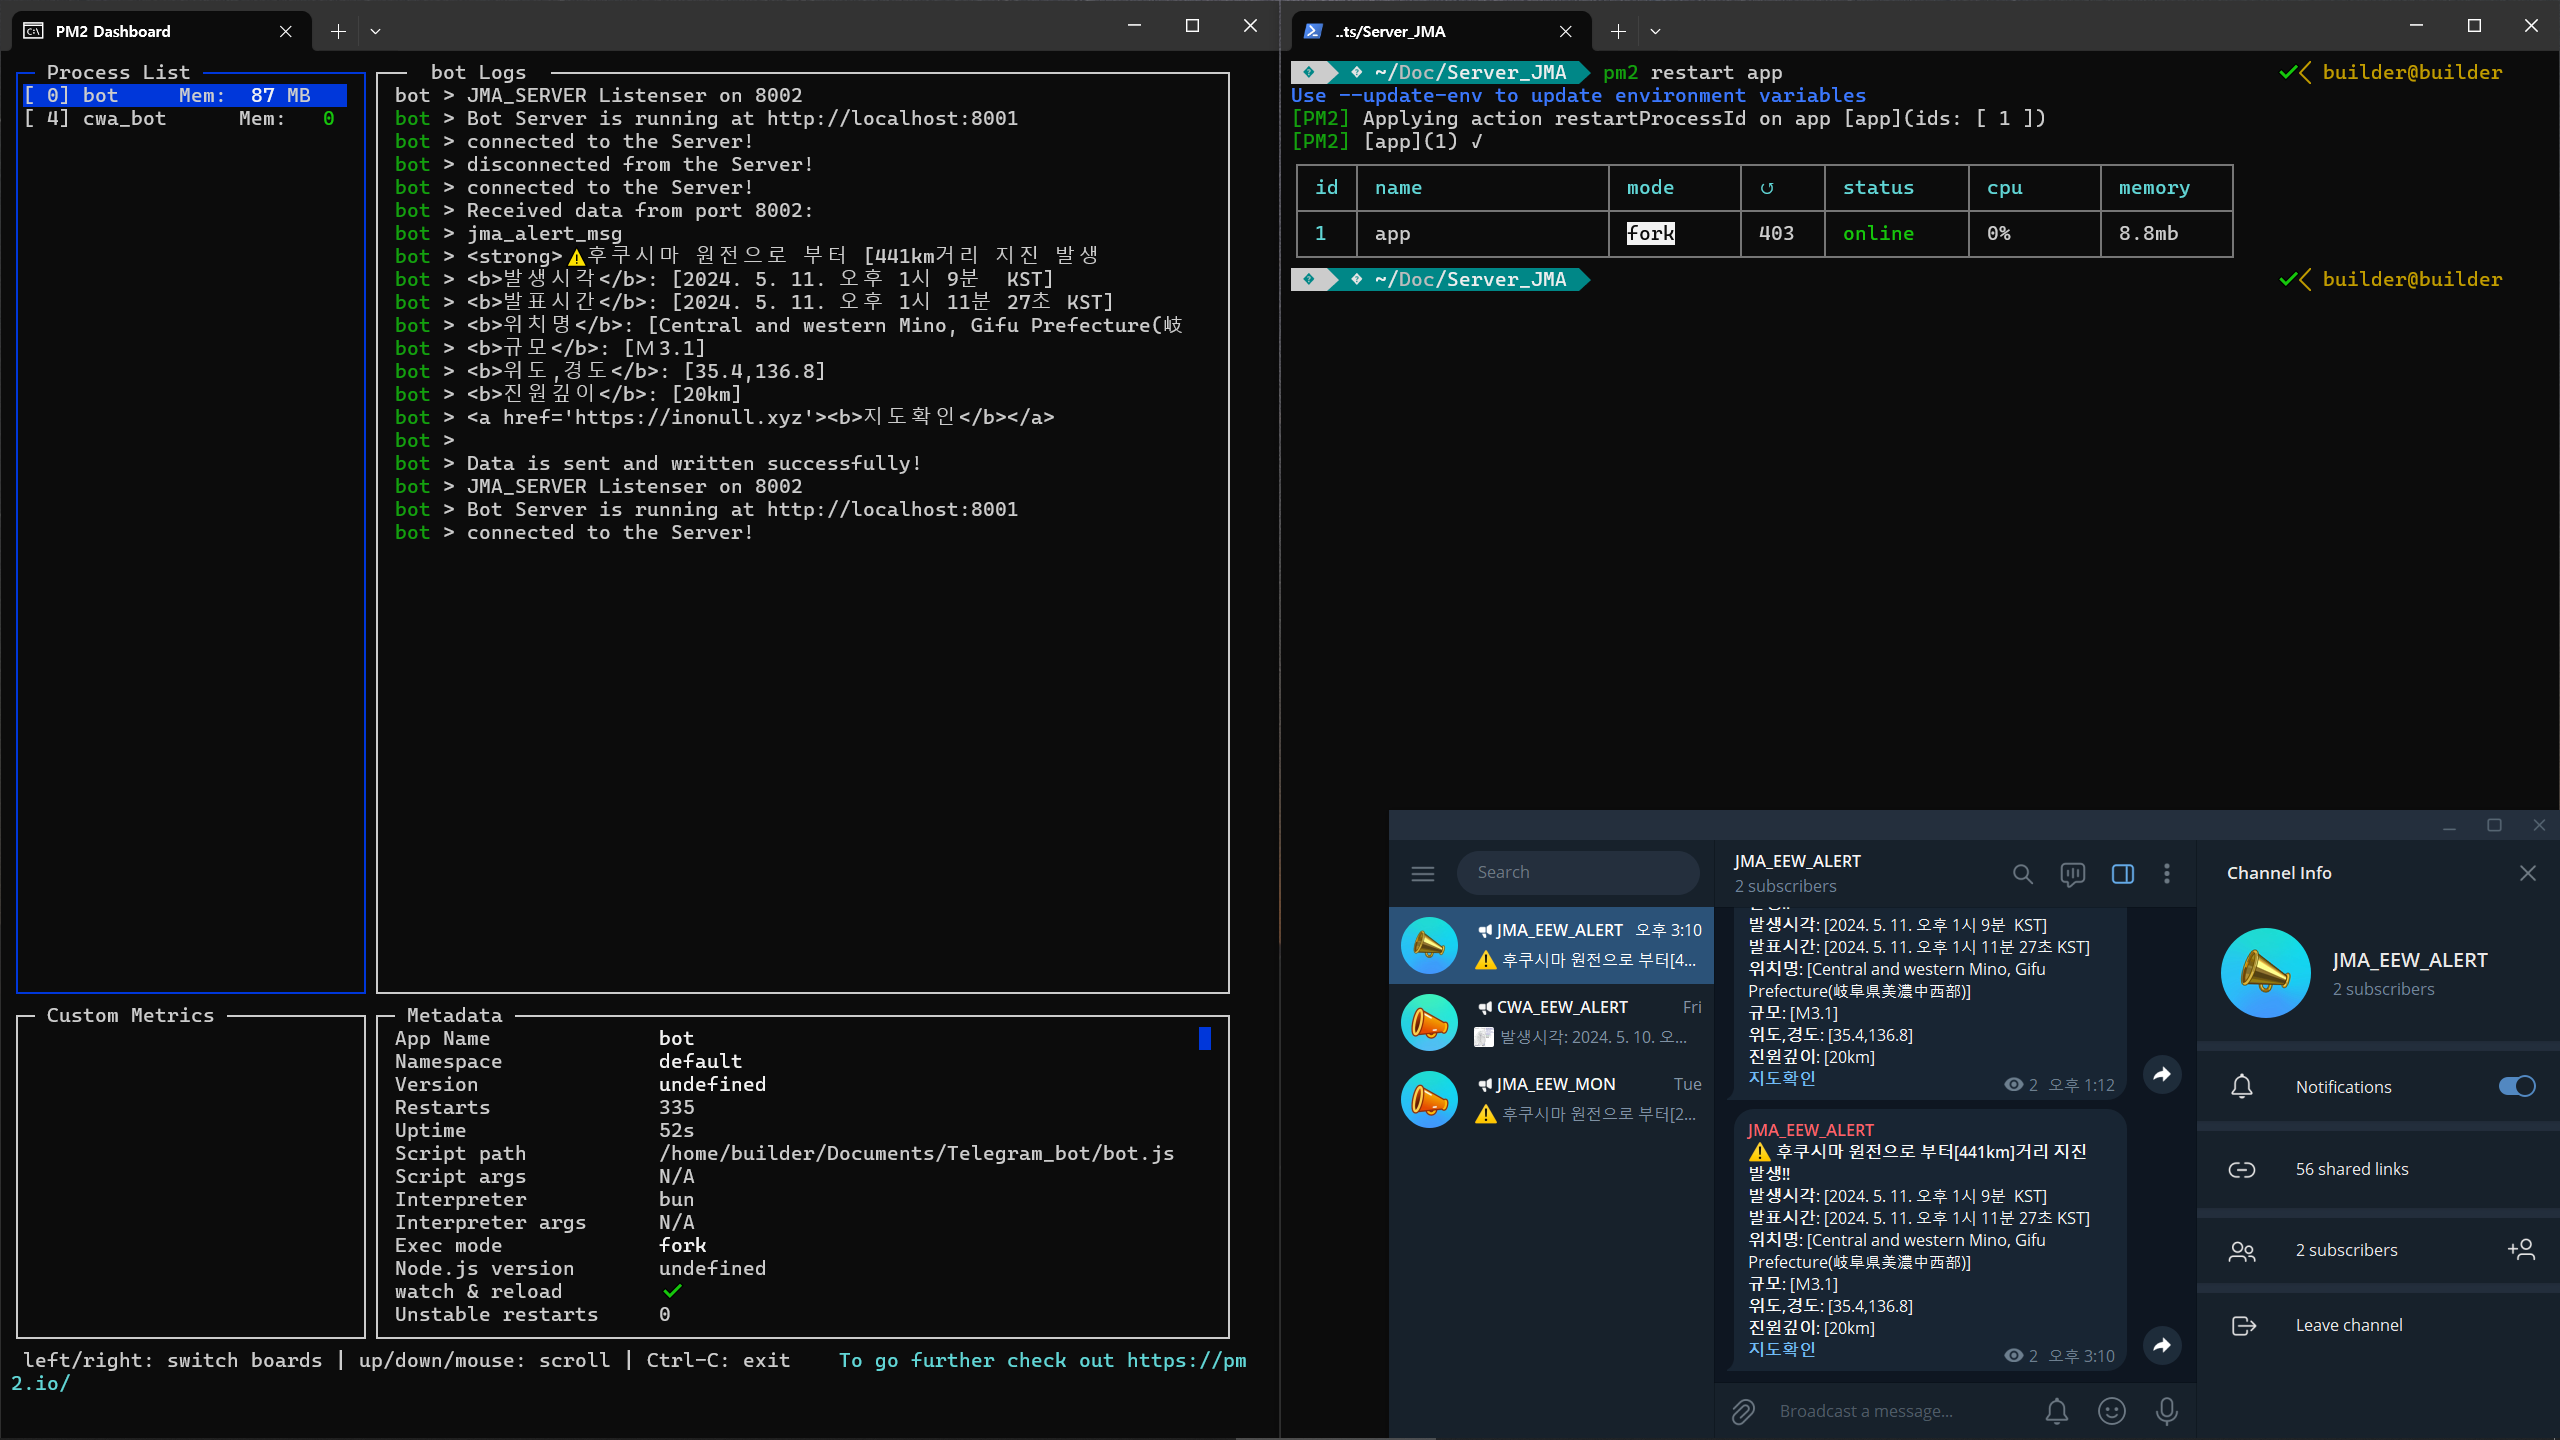 PM2 Dashboard
Process List
[ 0] bot Mem: 87 MB
[ 4] cwa_bot Mem: 0
bot Logs
bot > JMA_SERVER Listenser on 8002
bot > Bot Server is running at http://localhost:8001
bot > connected to the Server!
bot > disconnected from the Server!
bot > connected to the Server!
bot > Received data from port 8002:
bot > jma_alert_msg
bot > <strong>⚠️후쿠시마 원전으로 부터 [441km거리 지진 발생
bot > <b>발생시각</b>: [2024. 5. 11. 오후 1시 9분  KST]
bot > <b>발표시간</b>: [2024. 5. 11. 오후 1시 11분 27초 KST]
bot > <b>위치명</b>: [Central and western Mino, Gifu Prefecture(岐
bot > <b>규모</b>: [M3.1]
bot > <b>위도,경도</b>: [35.4,136.8]
bot > <b>진원깊이</b>: [20km]
bot > <a href='https://inonull.xyz'><b>지도확인</b></a>
bot >
bot > Data is sent and written successfully!
bot > JMA_SERVER Listenser on 8002
bot > Bot Server is running at http://localhost:8001
bot > connected to the Server!
Custom Metrics
Metadata
App Name bot
Namespace default
Version undefined
Restarts 335
Uptime 52s
Script path /home/builder/Documents/Telegram_bot/bot.js
Script args N/A
Interpreter bun
Interpreter args N/A
Exec mode fork
Node.js version undefined
watch & reload ✓
Unstable restarts 0
left/right: switch boards | up/down/mouse: scroll | Ctrl-C: exit To go further check out https://pm
2.io/
..ts/Server_JMA
~/Doc/Server_JMA pm2 restart app ✓ builder@builder
Use --update-env to update environment variables
[PM2] Applying action restartProcessId on app [app](ids: [ 1 ])
[PM2] [app](1) ✓
id name mode ↺ status cpu memory
1 app fork 403 online 0% 8.8mb
~/Doc/Server_JMA ✓ builder@builder
Search
JMA_EEW_ALERT 오후 3:10
⚠️ 후쿠시마 원전으로 부터[4...
CWA_EEW_ALERT Fri
발생시각: 2024. 5. 10. 오...
JMA_EEW_MON Tue
⚠️ 후쿠시마 원전으로 부터[2...
JMA_EEW_ALERT
2 subscribers
발생시각: [2024. 5. 11. 오후 1시 9분  KST]
발표시간: [2024. 5. 11. 오후 1시 11분 27초 KST]
위치명: [Central and western Mino, Gifu
Prefecture(岐阜県美濃中西部)]
규모: [M3.1]
위도,경도: [35.4,136.8]
진원깊이: [20km]
지도확인
2 오후 1:12
JMA_EEW_ALERT
⚠️ 후쿠시마 원전으로 부터[441km]거리 지진
발생!!
발생시각: [2024. 5. 11. 오후 1시 9분  KST]
발표시간: [2024. 5. 11. 오후 1시 11분 27초 KST]
위치명: [Central and western Mino, Gifu
Prefecture(岐阜県美濃中西部)]
규모: [M3.1]
위도,경도: [35.4,136.8]
진원깊이: [20km]
지도확인
2 오후 3:10
Broadcast a message...
Channel Info
JMA_EEW_ALERT
2 subscribers
Notifications
56 shared links
2 subscribers
Leave channel